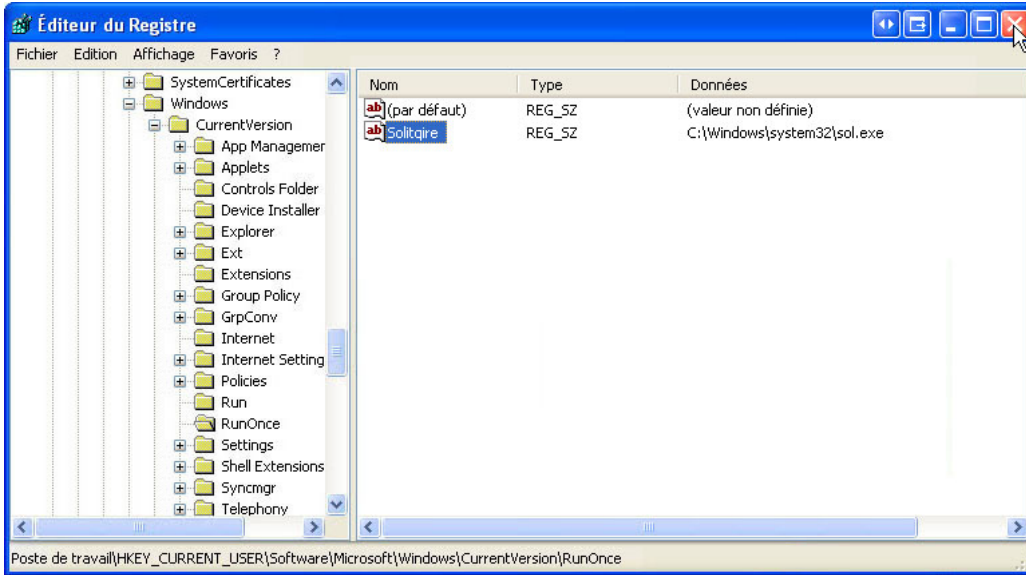 Éditeur du Registre
Fichier Edition Affichage Favoris ?
SystemCertificates
Windows
CurrentVersion
App Managemer
Applets
Controls Folder
Device Installer
Explorer
Ext
Extensions
Group Policy
GrpConv
Internet
Internet Setting
Policies
Run
RunOnce
Settings
Shell Extensions
Syncmgr
Telephony
Nom Type Données
ab (par défaut) REG_SZ (valeur non définie)
ab Solitqire REG_SZ C:\Windows\system32\sol.exe
Poste de travail\HKEY_CURRENT_USER\Software\Microsoft\Windows\CurrentVersion\RunOnce